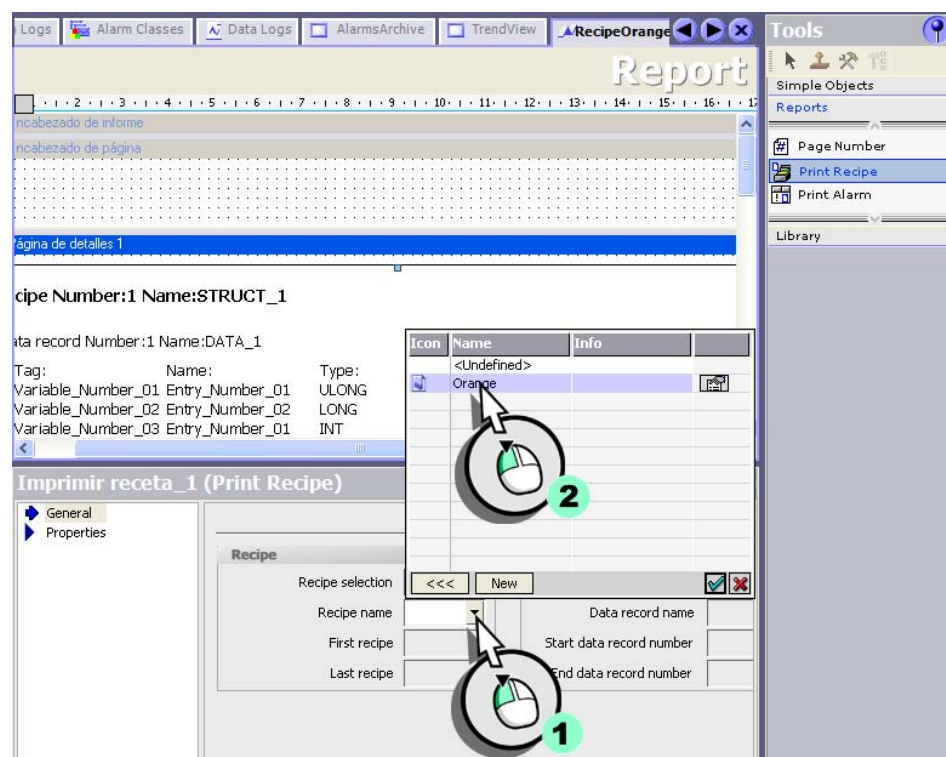 Logs Alarm Classes Data Logs AlarmsArchive TrendView RecipeOrange
Report
1 2 3 4 5 6 7 8 9 10 11 12 13 14 15 16 17
ncabezado de informe
ncabezado de página
ágina de detalles 1
cipe Number:1 Name:STRUCT_1
ata record Number:1 Name:DATA_1
Tag: Name: Type:
Variable_Number_01 Entry_Number_01 ULONG
Variable_Number_02 Entry_Number_02 LONG
Variable_Number_03 Entry_Number_01 INT
Icon Name Info
<Undefined>
Orange
2
<<< New
Imprimir receta_1 (Print Recipe)
General
Properties
Recipe
Recipe selection
Recipe name
First recipe
Last recipe
Data record name
Start data record number
End data record number
1
Tools
Simple Objects
Reports
# Page Number
Print Recipe
Print Alarm
Library